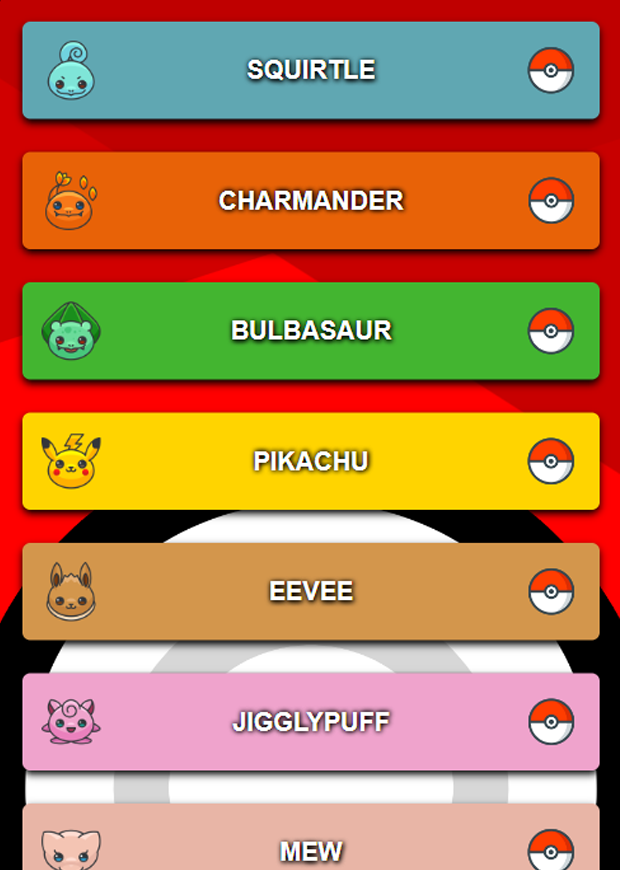 SQUIRTLE
CHARMANDER
BULBASAUR
PIKACHU
EEVEE
JIGGLYPUFF
MEW